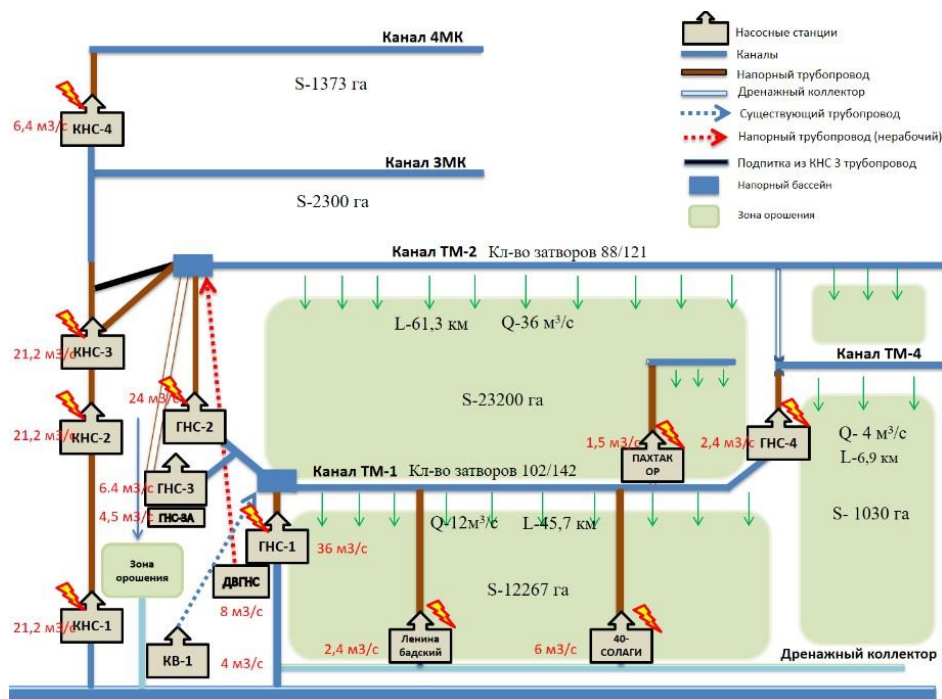 Канал 4МК
S-1373 га
6,4 м3/с
КНС-4
Канал 3МК
S-2300 га
Насосные станции
Каналы
Напорный трубопровод
Дренажный коллектор
Существующий трубопровод
Напорный трубопровод (нерабочий)
Подпитка из КНС 3 трубопровод
Напорный бассейн
Зона орошения
Канал ТМ-2 Кл-во затворов 88/121
L-61,3 км Q-36 м³/с
21,2 м3/с
КНС-3
Канал ТМ-4
24 м3/с
ГНС-2
S-23200 га
21,2 м3/с
КНС-2
1,5 м3/с
ПАХТАК
ОР
2,4 м3/с
ГНС-4
Q- 4 м³/с
L-6,9 км
Канал ТМ-1 Кл-во затворов 102/142
6.4 м3/с
ГНС-3
4,5 м3/с
ГНС-3А
Q-12м³/с L-45,7 км
S- 1030 га
ГНС-1
36 м3/с
Зона
орошения
ДВГНС
8 м3/с
S-12267 га
21,2 м3/с
КНС-1
КВ-1
4 м3/с
2,4 м3/с
Ленина
бадский
6 м3/с
40-
СОЛАГИ
Дренажный коллектор